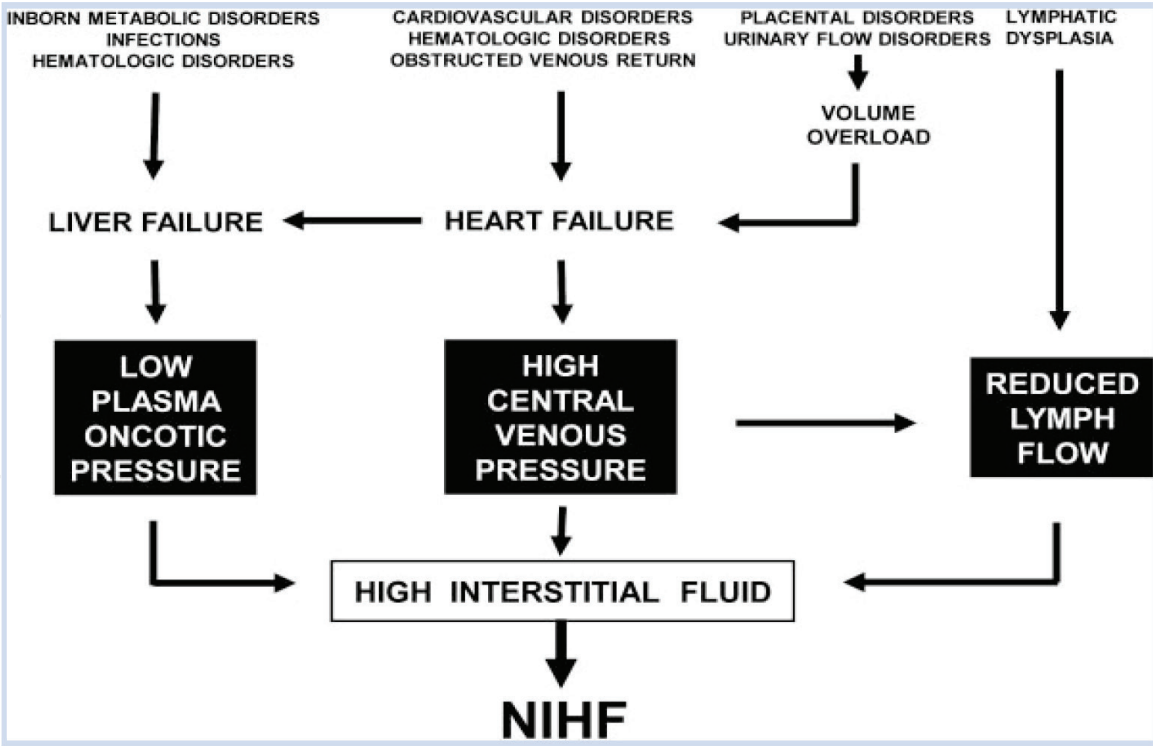 INBORN METABOLIC DISORDERS
INFECTIONS
HEMATOLOGIC DISORDERS
CARDIOVASCULAR DISORDERS
HEMATOLOGIC DISORDERS
OBSTRUCTED VENOUS RETURN
PLACENTAL DISORDERS
URINARY FLOW DISORDERS
LYMPHATIC
DYSPLASIA
VOLUME
OVERLOAD
LIVER FAILURE
HEART FAILURE
LOW
PLASMA
ONCOTIC
PRESSURE
HIGH
CENTRAL
VENOUS
PRESSURE
REDUCED
LYMPH
FLOW
HIGH INTERSTITIAL FLUID
NIHF